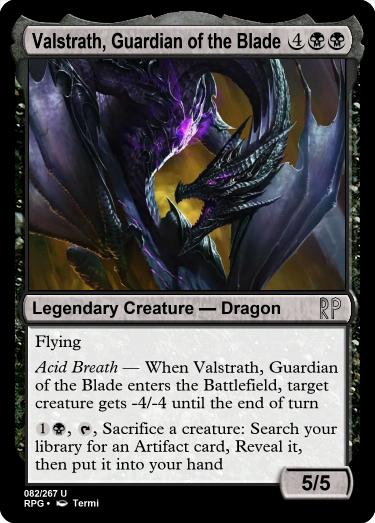 Valstrath, Guardian of the Blade 4
Legendary Creature — Dragon RP
Flying
Acid Breath — When Valstrath, Guardian
of the Blade enters the Battlefield, target
creature gets -4/-4 until the end of turn
1 , , Sacrifice a creature: Search your
library for an Artifact card, Reveal it,
then put it into your hand
5/5
082/267 U
RPG • Termi